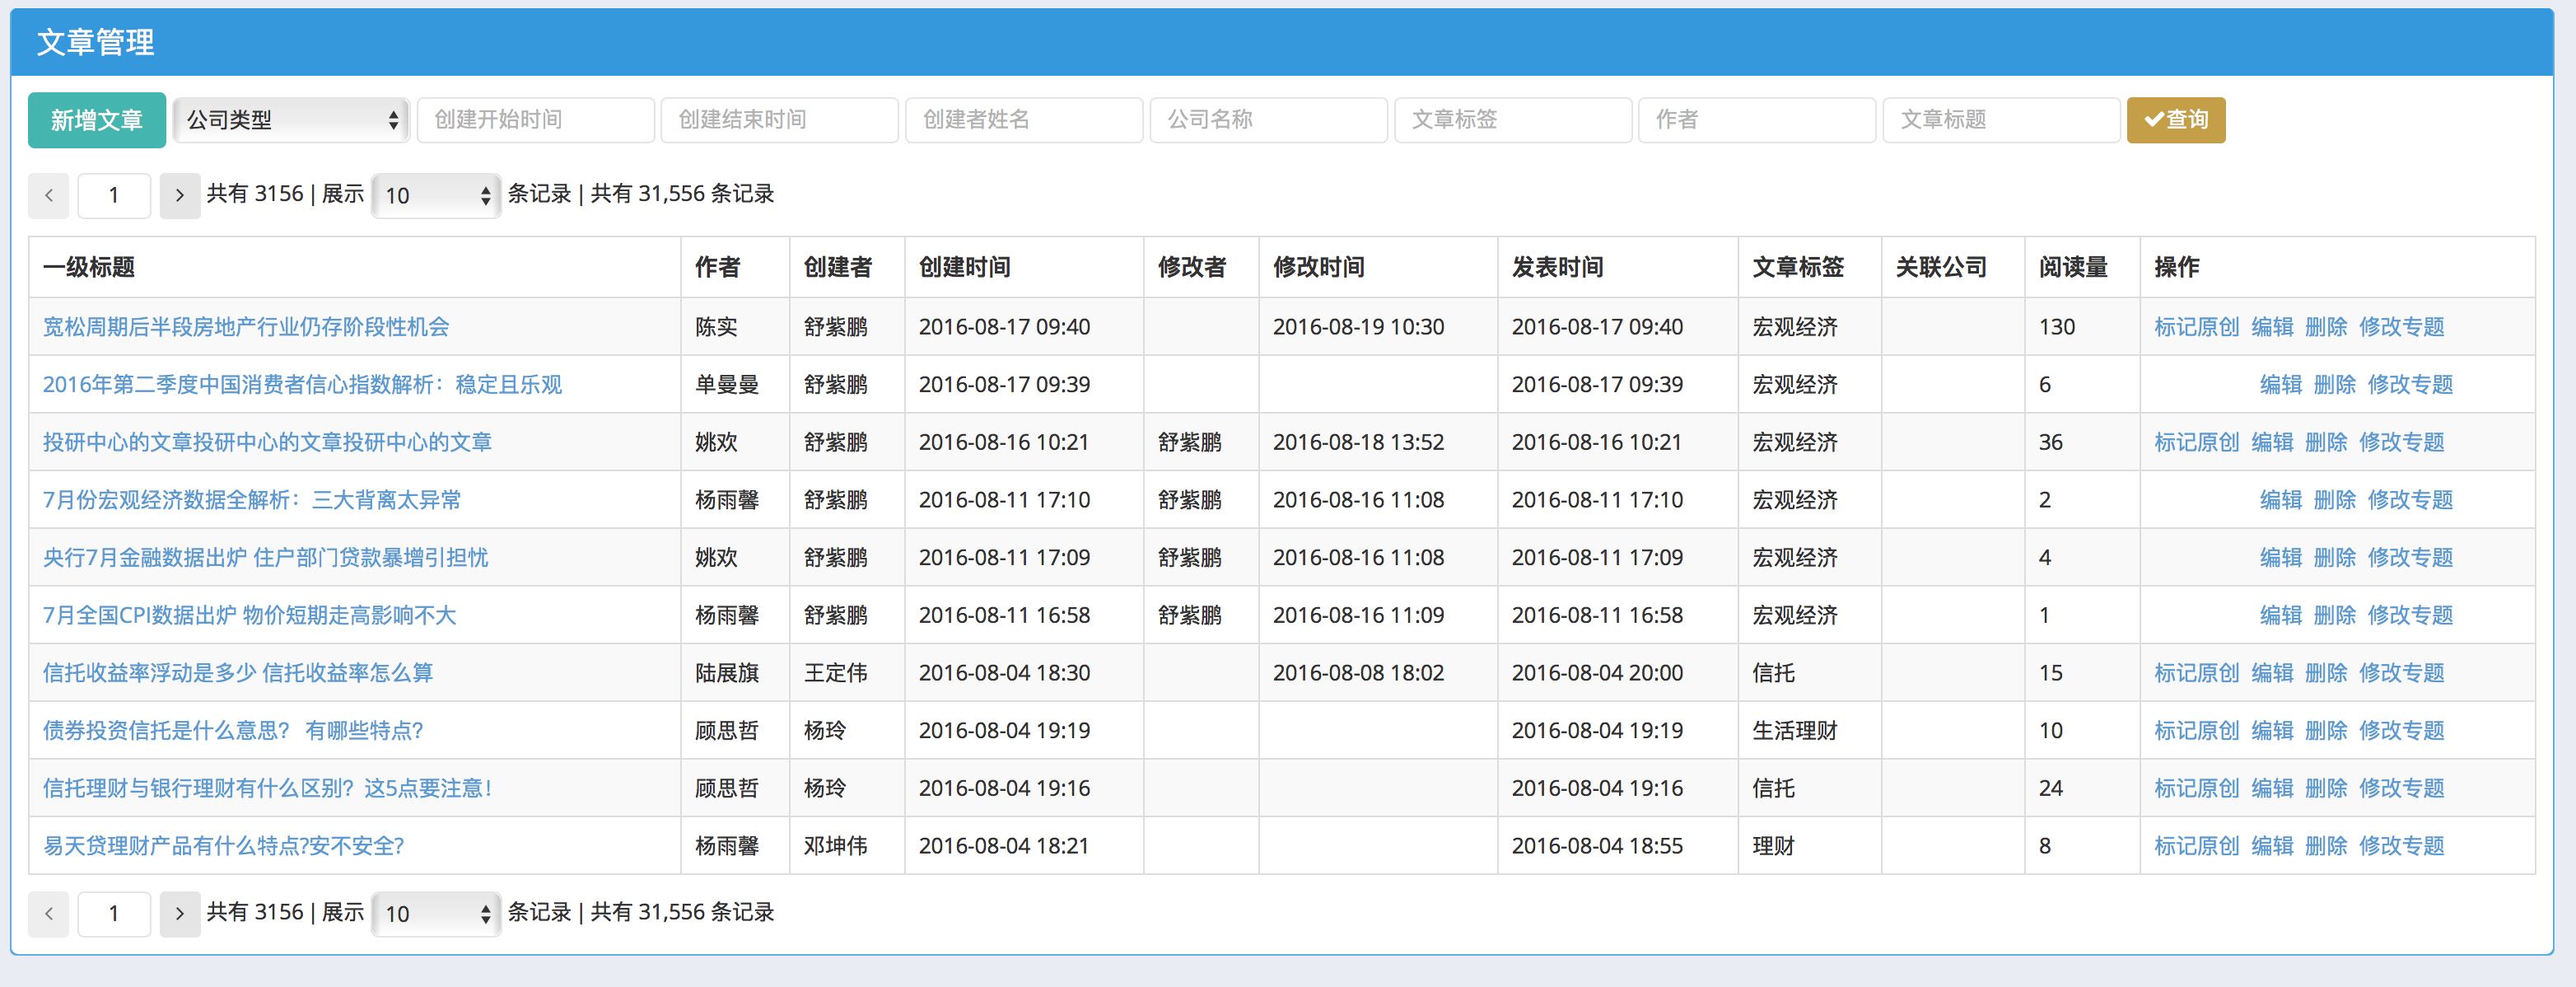 文章管理
新增文章 公司类型 创建开始时间 创建结束时间 创建者姓名 公司名称 文章标签 作者 文章标题 查询
1 共有 3156 | 展示 10 条记录 | 共有 31,556 条记录
一级标题 作者 创建者 创建时间 修改者 修改时间 发表时间 文章标签 关联公司 阅读量 操作
宽松周期后半段房地产行业仍存阶段性机会 陈实 舒紫鹏 2016-08-17 09:40 2016-08-19 10:30 2016-08-17 09:40 宏观经济 130 标记原创 编辑 删除 修改专题
2016年第二季度中国消费者信心指数解析：稳定且乐观 单曼曼 舒紫鹏 2016-08-17 09:39 2016-08-17 09:39 宏观经济 6 编辑 删除 修改专题
投研中心的文章投研中心的文章投研中心的文章 姚欢 舒紫鹏 2016-08-16 10:21 舒紫鹏 2016-08-18 13:52 2016-08-16 10:21 宏观经济 36 标记原创 编辑 删除 修改专题
7月份宏观经济数据全解析：三大背离太异常 杨雨馨 舒紫鹏 2016-08-11 17:10 舒紫鹏 2016-08-16 11:08 2016-08-11 17:10 宏观经济 2 编辑 删除 修改专题
央行7月金融数据出炉 住户部门贷款暴增引担忧 姚欢 舒紫鹏 2016-08-11 17:09 舒紫鹏 2016-08-16 11:08 2016-08-11 17:09 宏观经济 4 编辑 删除 修改专题
7月全国CPI数据出炉 物价短期走高影响不大 杨雨馨 舒紫鹏 2016-08-11 16:58 舒紫鹏 2016-08-16 11:09 2016-08-11 16:58 宏观经济 1 编辑 删除 修改专题
信托收益率浮动是多少 信托收益率怎么算 陆展旗 王定伟 2016-08-04 18:30 2016-08-08 18:02 2016-08-04 20:00 信托 15 标记原创 编辑 删除 修改专题
债券投资信托是什么意思？ 有哪些特点？ 顾思哲 杨玲 2016-08-04 19:19 2016-08-04 19:19 生活理财 10 标记原创 编辑 删除 修改专题
信托理财与银行理财有什么区别？这5点要注意！ 顾思哲 杨玲 2016-08-04 19:16 2016-08-04 19:16 信托 24 标记原创 编辑 删除 修改专题
易天贷理财产品有什么特点?安不安全? 杨雨馨 邓坤伟 2016-08-04 18:21 2016-08-04 18:55 理财 8 标记原创 编辑 删除 修改专题
1 共有 3156 | 展示 10 条记录 | 共有 31,556 条记录